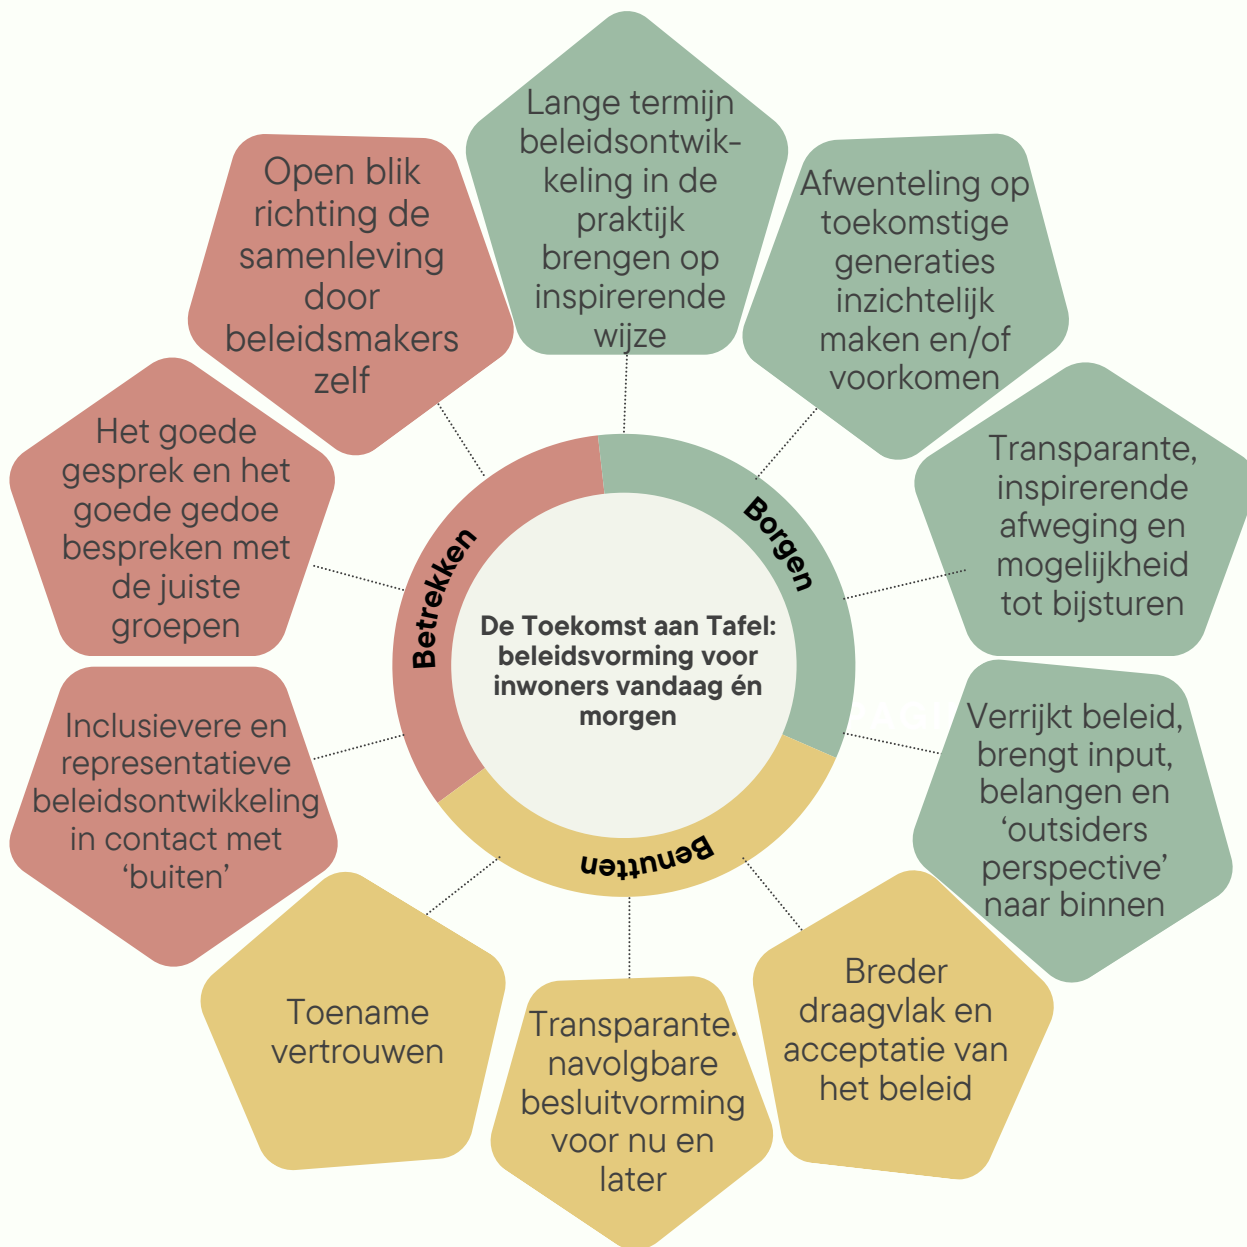 Lange termijn
beleidsontwik-
keling in de
praktijk
brengen op
inspirerende
wijze
Afwenteling op
toekomstige
generaties
inzichtelijk
maken en/of
voorkomen
Transparante,
inspirerende
afweging en
mogelijkheid
tot bijsturen
Verrijkt beleid,
brengt input,
belangen en
‘outsiders
perspective’
naar binnen
Breder
draagvlak en
acceptatie van
het beleid
Transparante.
navolgbare
besluitvorming
voor nu en
later
Toename
vertrouwen
Inclusievere en
representatieve
beleidsontwikkeling
in contact met
‘buiten’
Het goede
gesprek en het
goede gedoe
bespreken met
de juiste
groepen
Open blik
richting de
samenleving
door
beleidsmakers
zelf
Betrekken
Borgen
Benutten
De Toekomst aan Tafel:
beleidsvorming voor
inwoners vandaag én
morgen